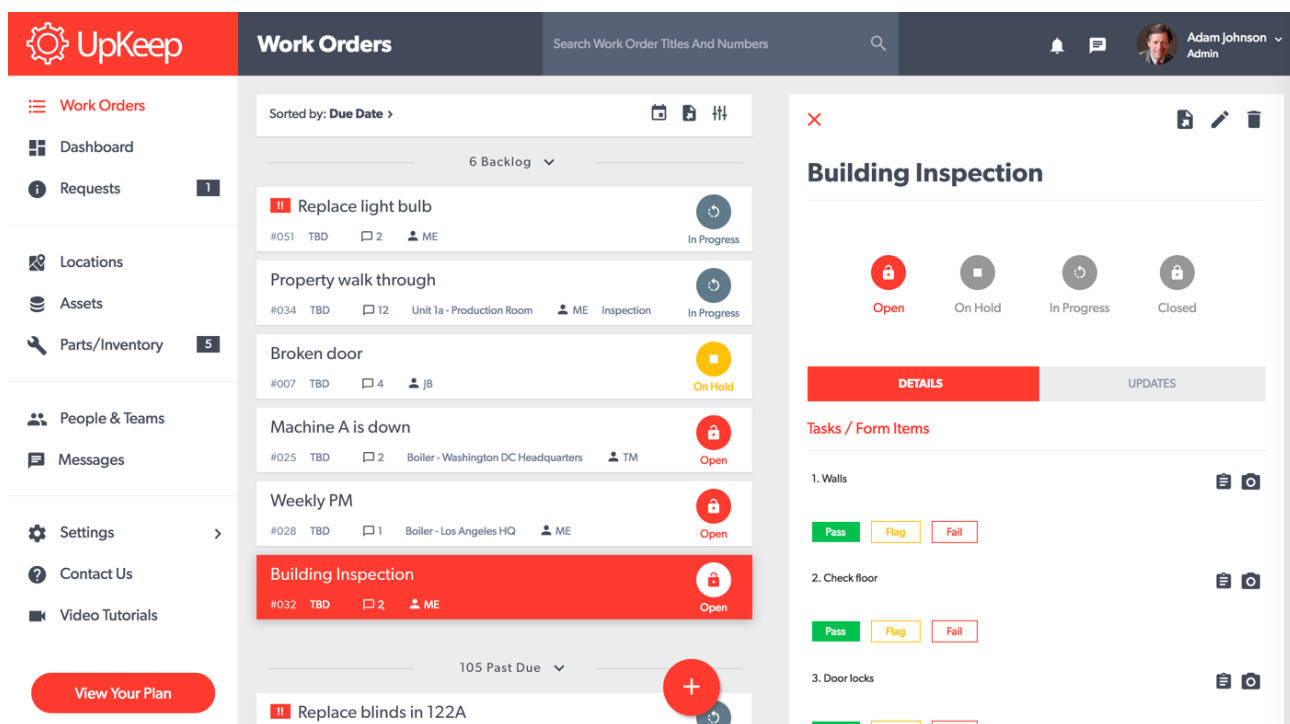 UpKeep
Work Orders
Search Work Order Titles And Numbers
Adam Johnson
Admin
Work Orders
Dashboard
Requests 1
Locations
Assets
Parts/Inventory 5
People & Teams
Messages
Settings
Contact Us
Video Tutorials
View Your Plan
Sorted by: Due Date >
6 Backlog
!! Replace light bulb
#051 TBD 2 ME
In Progress
Property walk through
#034 TBD 12 Unit 1a - Production Room ME Inspection
In Progress
Broken door
#007 TBD 4 JB
On Hold
Machine A is down
#025 TBD 2 Boiler - Washington DC Headquarters TM
Open
Weekly PM
#028 TBD 1 Boiler - Los Angeles HQ ME
Open
Building Inspection
#032 TBD 2 ME
Open
105 Past Due
!! Replace blinds in 122A
Building Inspection
Open On Hold In Progress Closed
DETAILS UPDATES
Tasks / Form Items
1. Walls
Pass Flag Fail
2. Check floor
Pass Flag Fail
3. Door locks